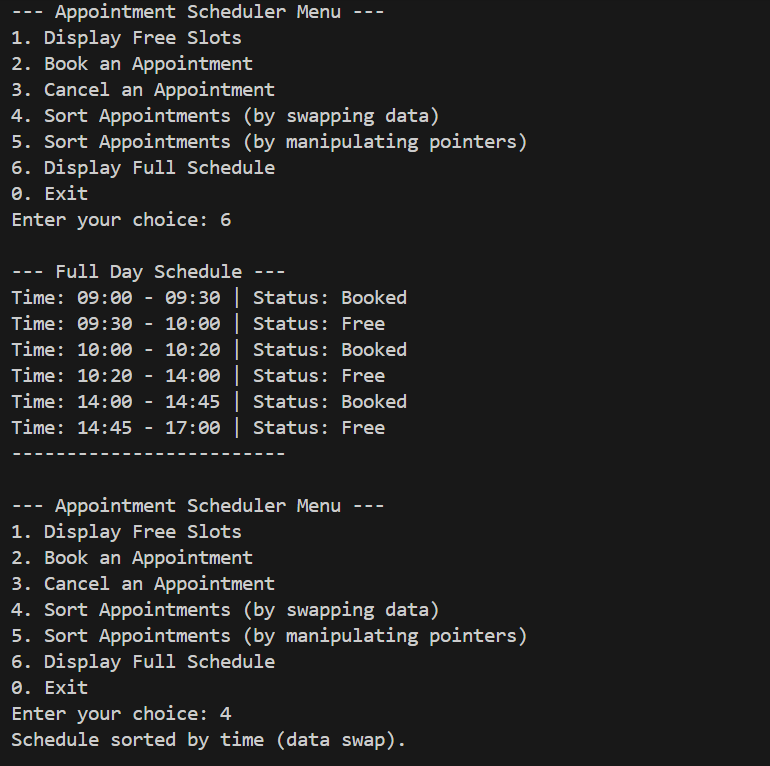 --- Appointment Scheduler Menu ---
1. Display Free Slots
2. Book an Appointment
3. Cancel an Appointment
4. Sort Appointments (by swapping data)
5. Sort Appointments (by manipulating pointers)
6. Display Full Schedule
0. Exit
Enter your choice: 6
--- Full Day Schedule ---
Time: 09:00 - 09:30 | Status: Booked
Time: 09:30 - 10:00 | Status: Free
Time: 10:00 - 10:20 | Status: Booked
Time: 10:20 - 14:00 | Status: Free
Time: 14:00 - 14:45 | Status: Booked
Time: 14:45 - 17:00 | Status: Free
-------------------------
--- Appointment Scheduler Menu ---
1. Display Free Slots
2. Book an Appointment
3. Cancel an Appointment
4. Sort Appointments (by swapping data)
5. Sort Appointments (by manipulating pointers)
6. Display Full Schedule
0. Exit
Enter your choice: 4
Schedule sorted by time (data swap).